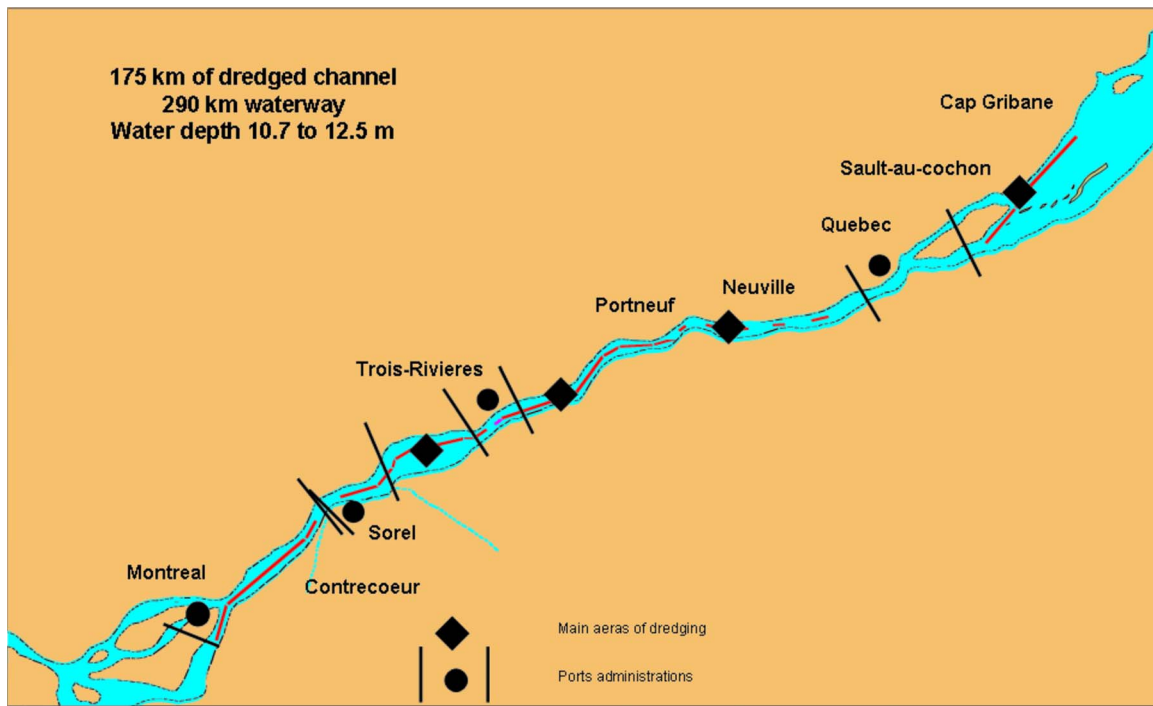 175 km of dredged channel
290 km waterway
Water depth 10.7 to 12.5 m
Cap Gribane
Sault-au-cochon
Quebec
Neuville
Portneuf
Trois-Rivieres
Sorel
Montreal
Contrecoeur
Main aeras of dredging
Ports administrations